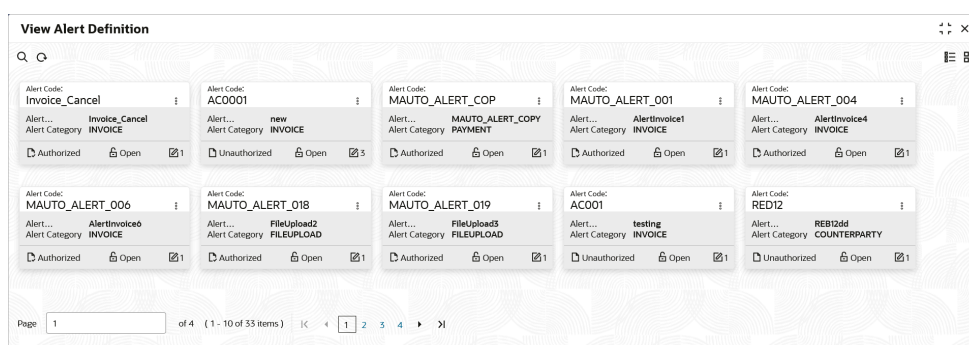 View Alert Definition
Alert Code: Alert Code: Alert Code: Alert Code: Alert Code:
Invoice_Canc AC0001 MAUTO_ALERT_COP MAUTO_ALERT_001 MAUTO_ALERT_004
Alert... Invoice_Cancel Alert... new Alert... MAUTO_ALERT_COPY Alert... AlertInvoice1 Alert... AlertInvoice4
Alert Category INVOICE Alert Category INVOICE Alert Category PAYMENT Alert Category INVOICE Alert Category INVOICE
Authorized Open 1 Unauthorized Open 3 Authorized Open 1 Authorized Open 1 Authorized Open 1
Alert Code: Alert Code: Alert Code: Alert Code: Alert Code:
MAUTO_ALERT_006 MAUTO_ALERT_018 MAUTO_ALERT_019 AC001 RED12
Alert... AlertInvoice6 Alert... FileUpload2 Alert... FileUpload3 Alert... testing Alert... REB12dd
Alert Category INVOICE Alert Category FILEUPLOAD Alert Category FILEUPLOAD Alert Category INVOICE Alert Category COUNTERPARTY
Authorized Open 1 Authorized Open 1 Authorized Open 1 Unauthorized Open 1 Unauthorized Open 1
Page 1 of 4 (1 - 10 of 33 items) 1 2 3 4